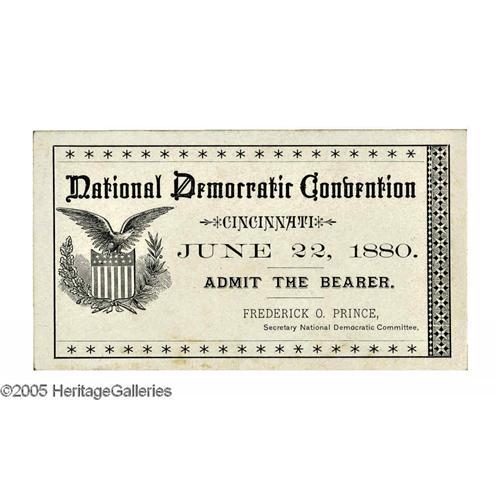 National Democratic Convention
CINCINNATI
JUNE 22, 1880.
ADMIT THE BEARER.
FREDERICK O. PRINCE,
Secretary National Democratic Committee,
©2005 HeritageGalleries